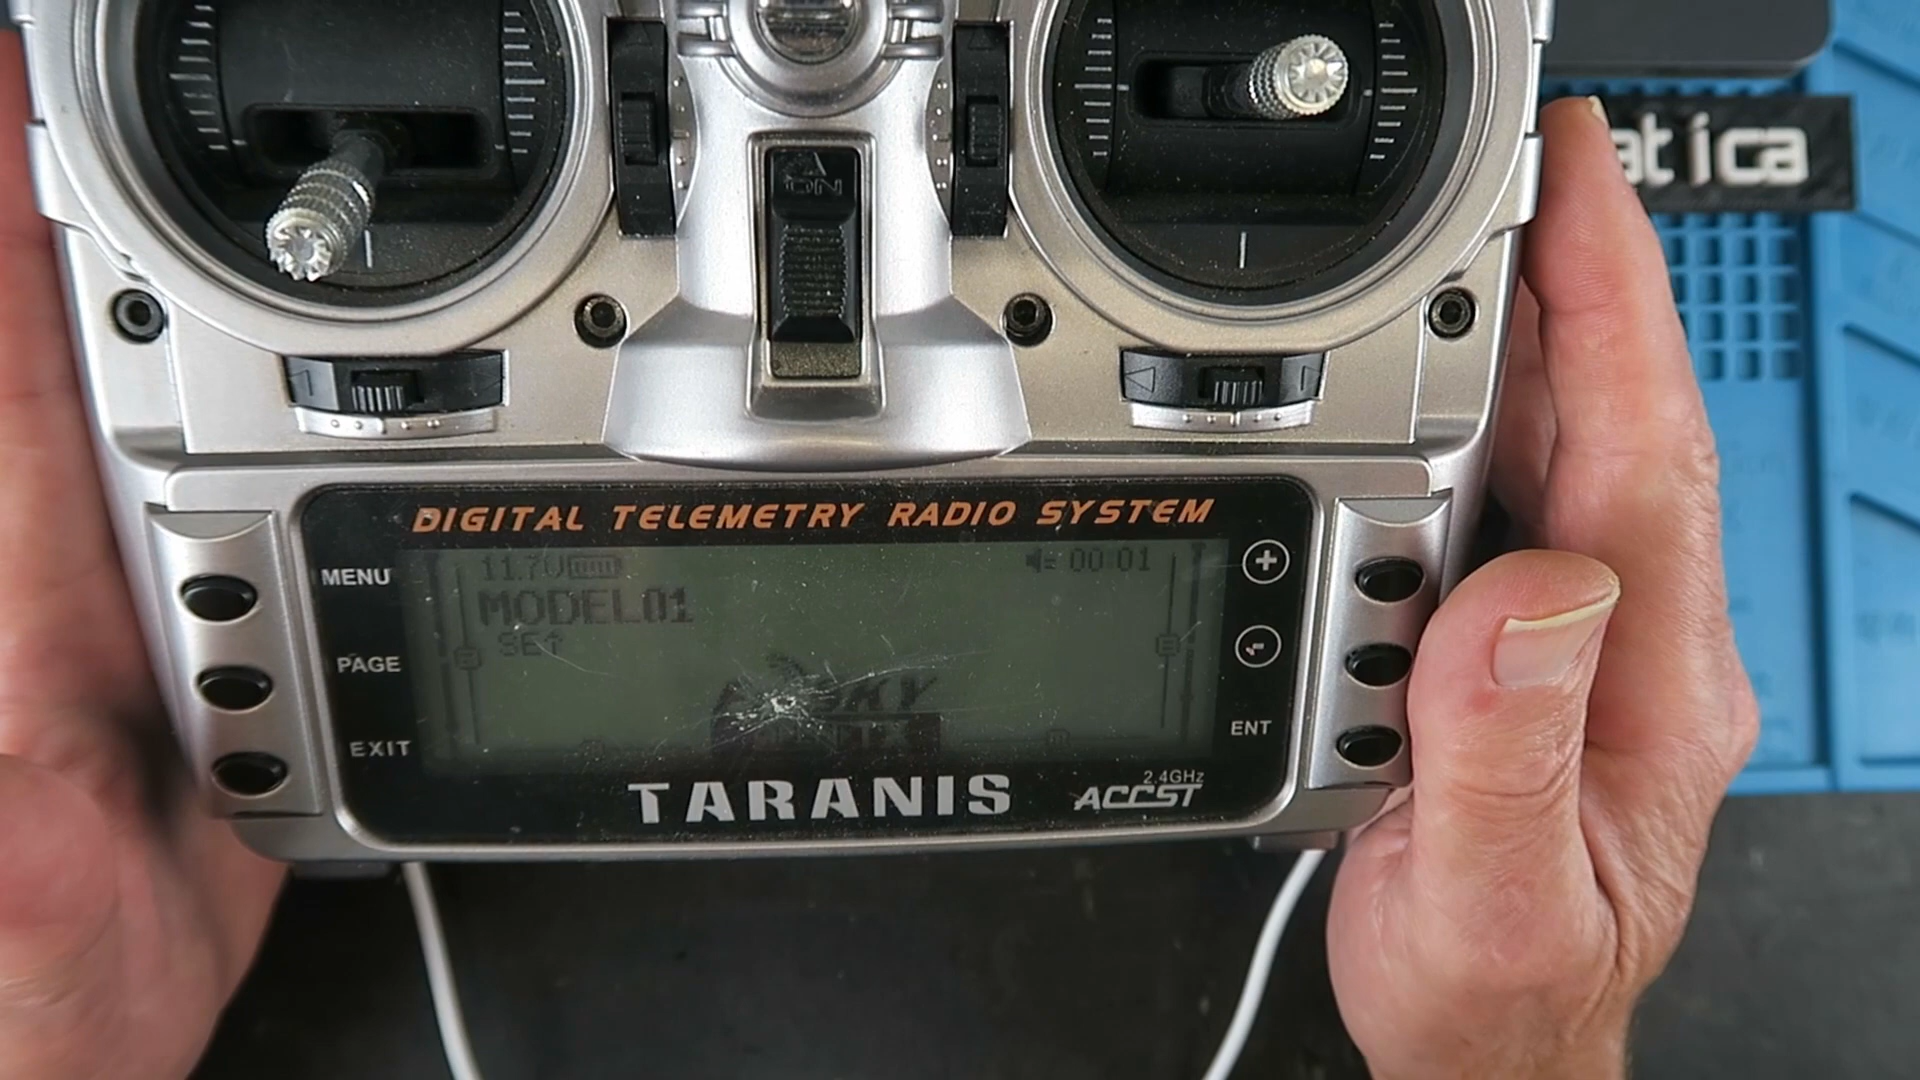 ON
atica
DIGITAL TELEMETRY RADIO SYSTEM
MENU
PAGE
EXIT
11.7V
00:01
MODEL01
+
-
ENT
TARANIS
2.4GHz
ACCST